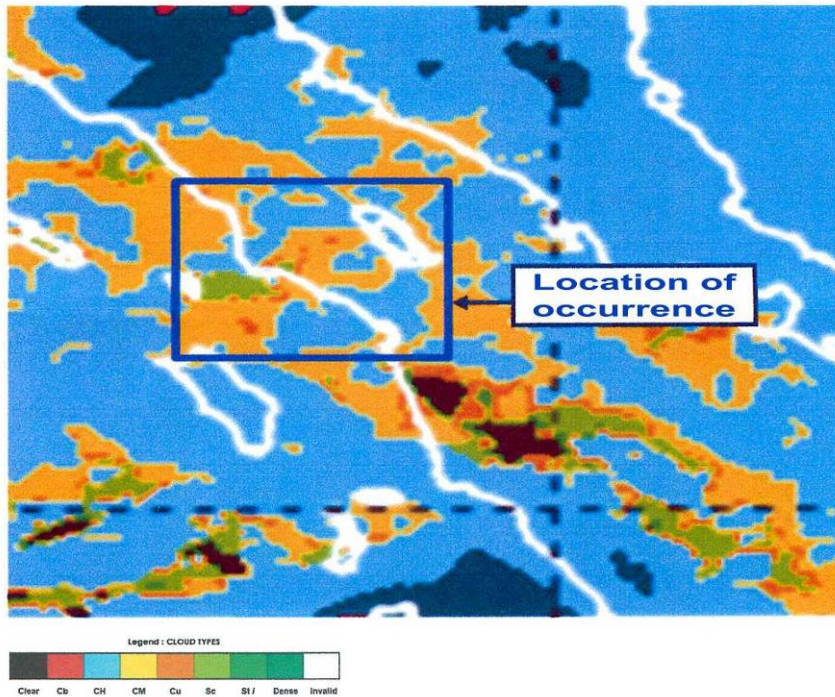 Location of
occurrence
Legend : CLOUD TYPES
Clear Cb CH CM Cu Sc St / Dense Invalid